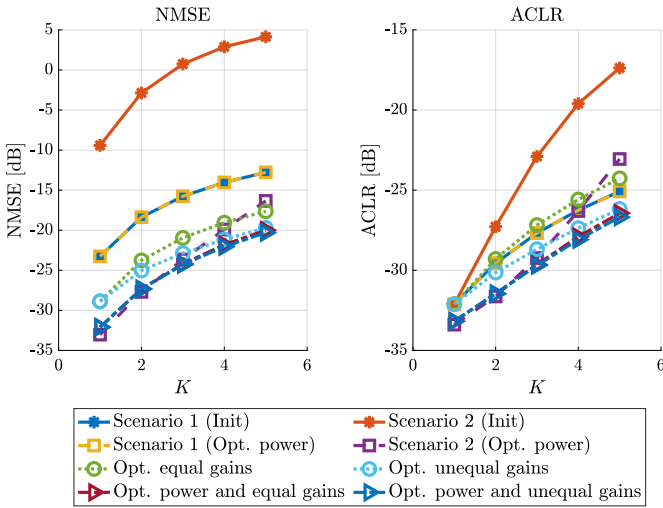 NMSE
ACLR
5
0
-5
-10
-15
-20
-25
-30
-35
NMSE [dB]
0
2
4
6
K
-15
-20
-25
-30
-35
ACLR [dB]
0
2
4
6
K
Scenario 1 (Init)
Scenario 2 (Init)
Scenario 1 (Opt. power)
Scenario 2 (Opt. power)
Opt. equal gains
Opt. unequal gains
Opt. power and equal gains
Opt. power and unequal gains